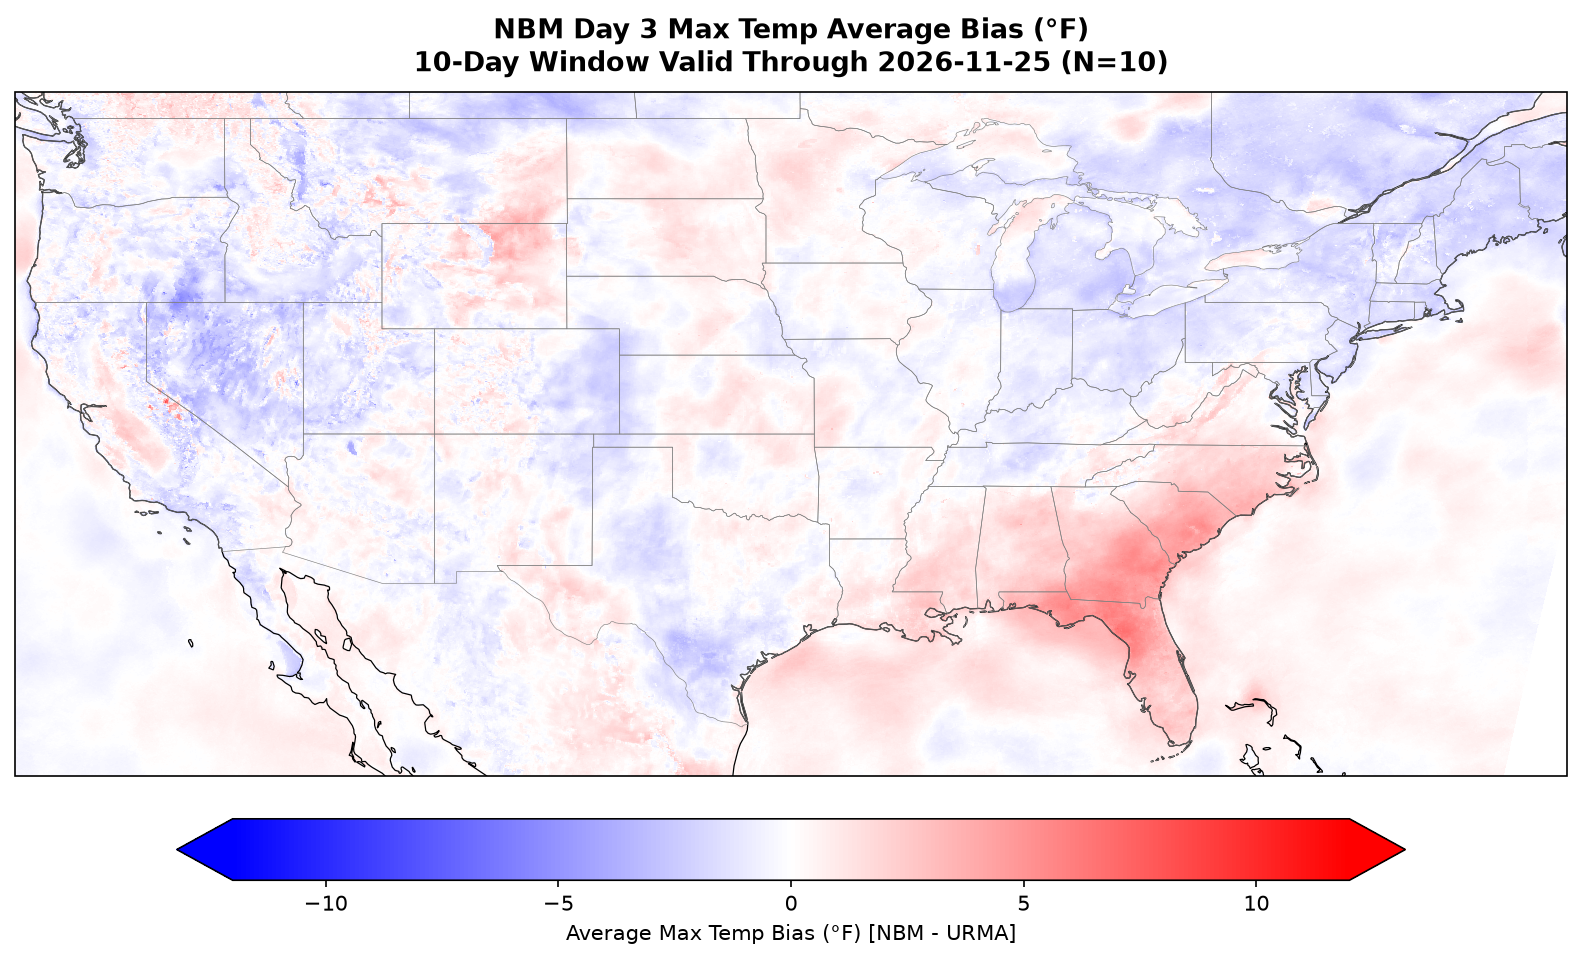 NBM Day 3 Max Temp Average Bias (°F)
10-Day Window Valid Through 2026-11-25 (N=10)
−10 −5 0 5 10
Average Max Temp Bias (°F) [NBM - URMA]